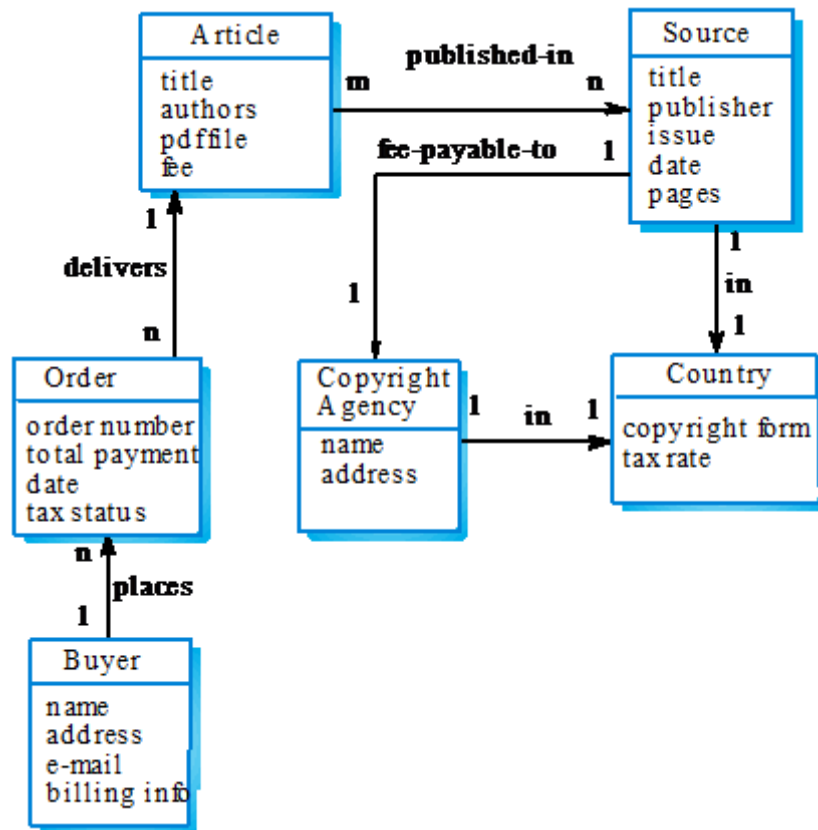 Article
title
authors
pdf file
fee
published-in
m
n
Source
title
publisher
issue
date
pages
fee-payable-to
1
1
1
delivers
n
1
in
1
Order
order number
total payment
date
tax status
Copyright
Agency
name
address
1
in
1
Country
copyright form
tax rate
n
places
1
Buyer
name
address
e-mail
billing info